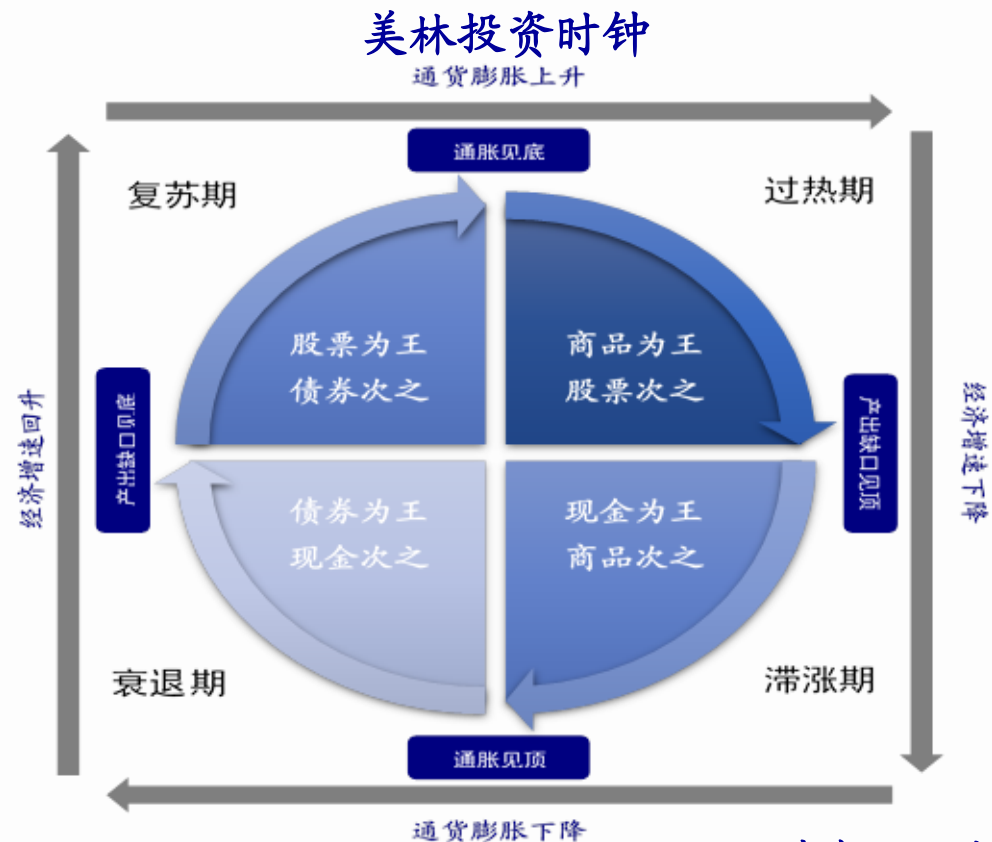 美林投资时钟
通货膨胀上升
通胀见底
复苏期
过热期
股票为王
债券次之
商品为王
股票次之
经济增速回升
产出缺口见底
产出缺口见顶
经济增速下降
债券为王
现金次之
现金为王
商品次之
衰退期
滞涨期
通胀见顶
通货膨胀下降